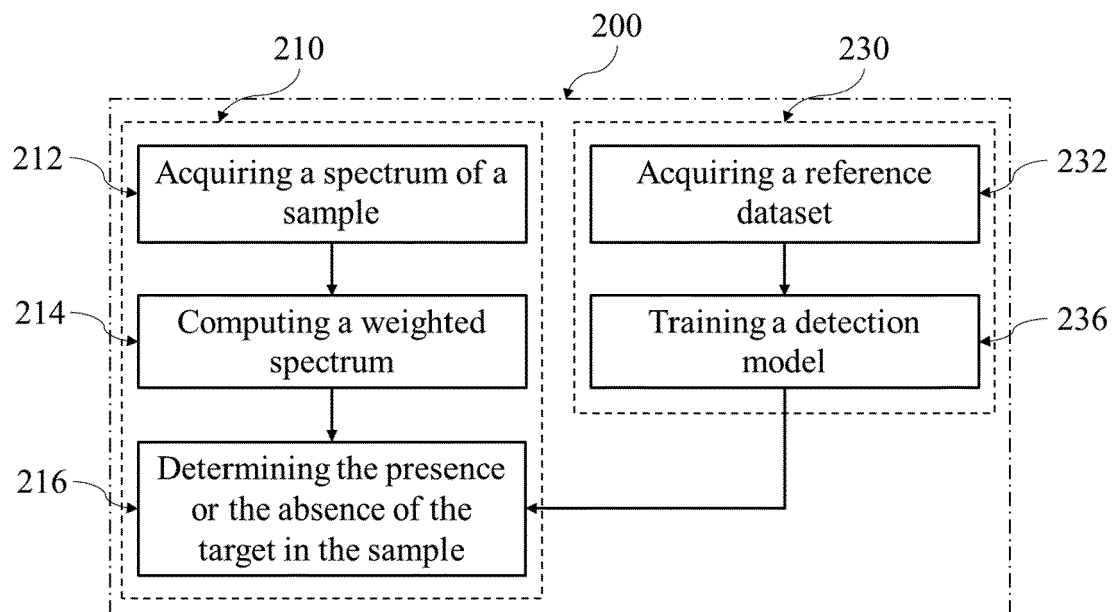 200
210
230
212
Acquiring a spectrum of a
sample
Acquiring a reference
dataset
232
214
Computing a weighted
spectrum
Training a detection
model
236
216
Determining the presence
or the absence of the
target in the sample